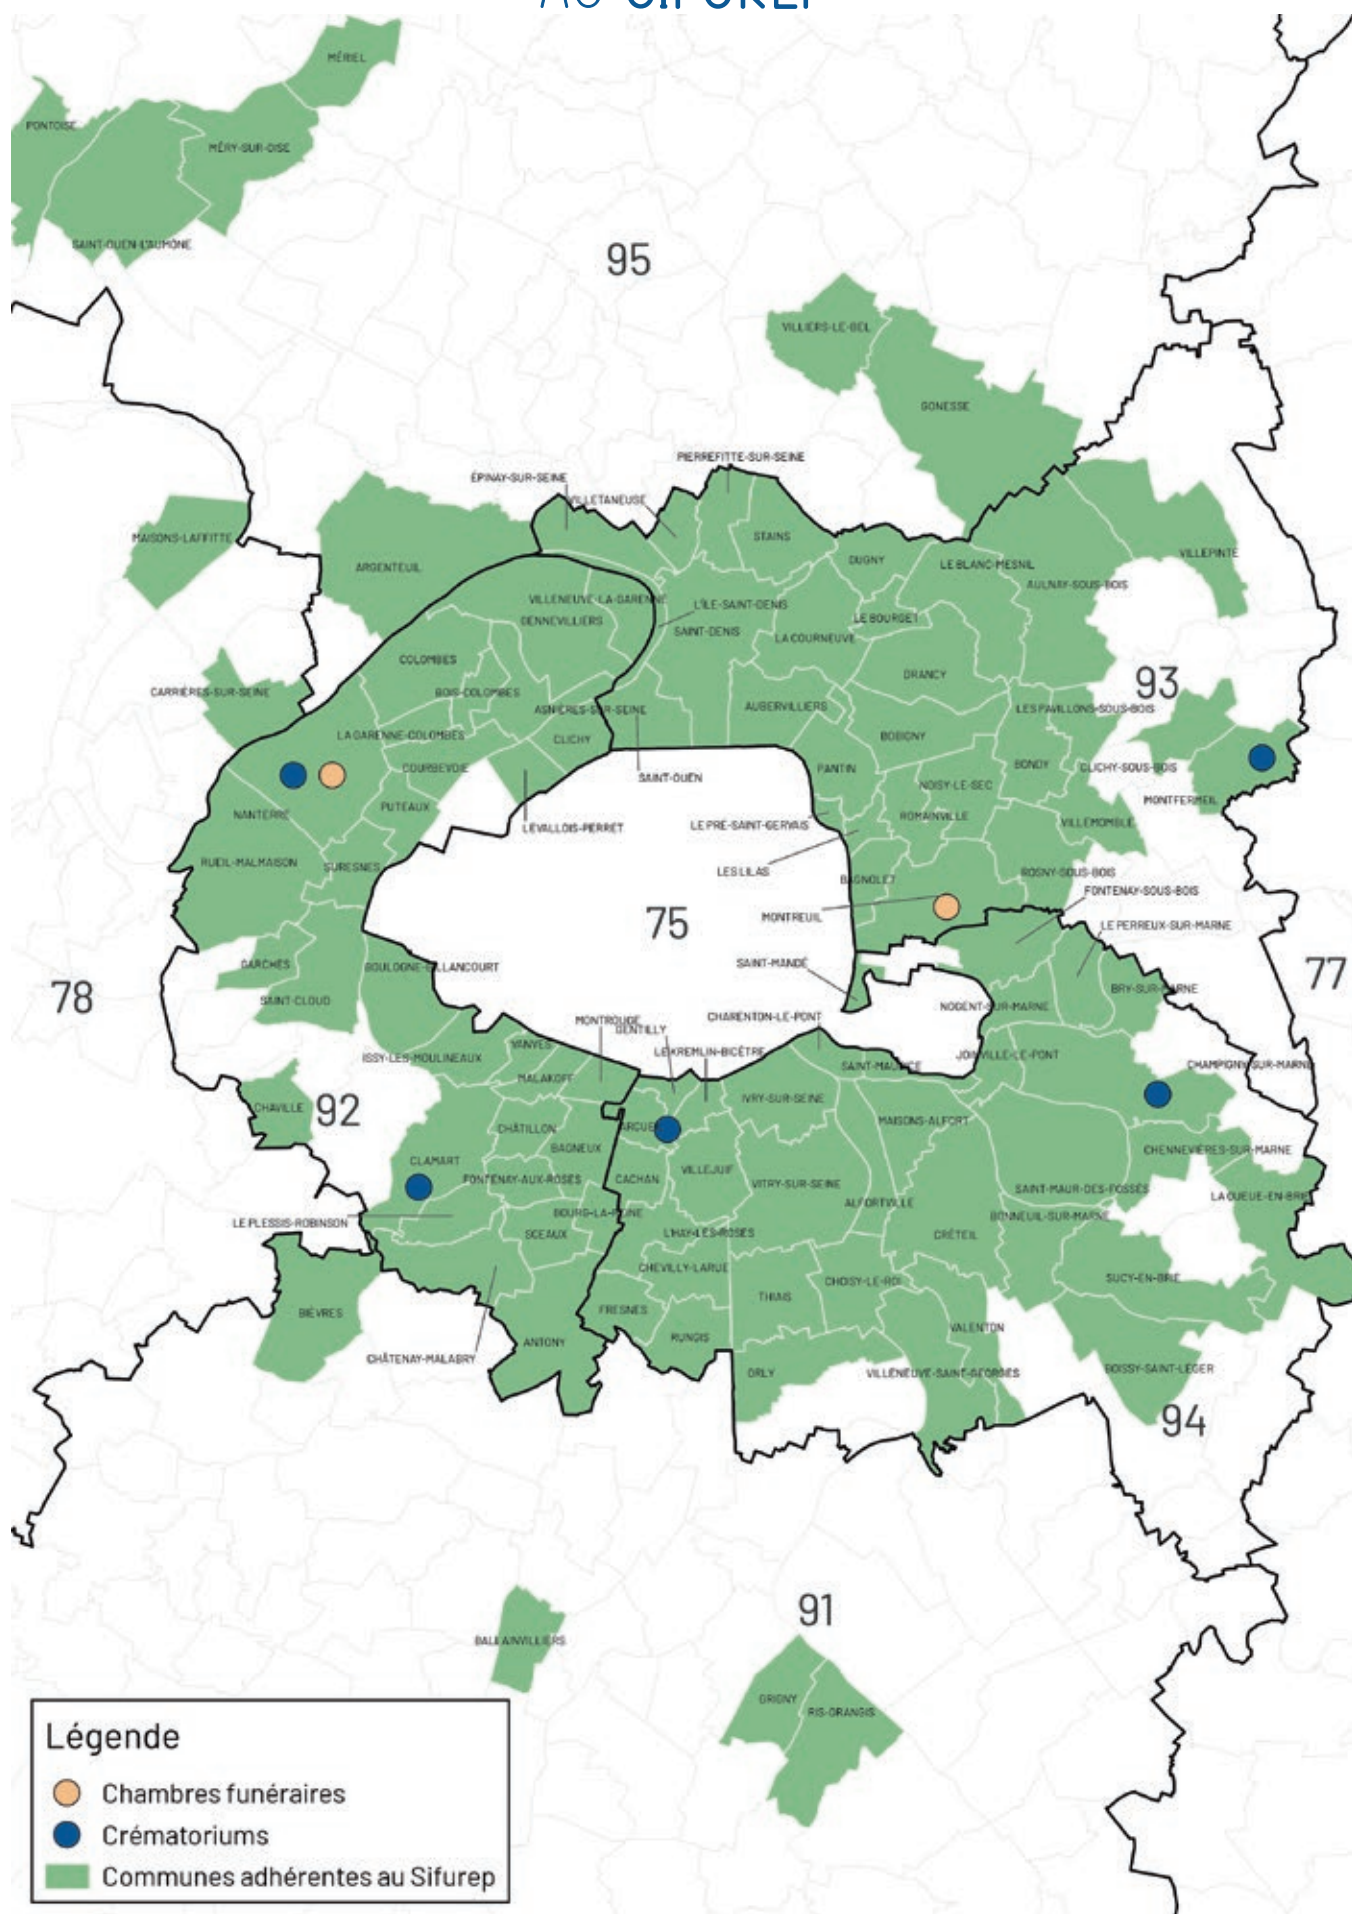 AU SIFUREP
MÉRIEL
PONTOISE
MÉRY-SUR-OISE
SAINT-OUEN-L'AUMÔNE
95
VILLIERS-LE-BEL
GONESSE
PIERREFITTE-SUR-SEINE
ÉPINAY-SUR-SEINE
VILLETANEUSE
MAISONS-LAFFITTE
STAINS
VILLEPINTE
DUGNY
LE BLANC-MESNIL
ARGENTEUIL
AULNAY-SOUS-BOIS
VILLENEUVE-LA-GARENNE
L'ÎLE-SAINT-DENIS
GENNEVILLIERS
LE BOURGET
SAINT-DENIS
LA COURNEUVE
COLOMBES
DRANCY
93
CARRIÈRES-SUR-SEINE
BOIS-COLOMBES
ASNIÈRES-SUR-SEINE
AUBERVILLIERS
LES PAVILLONS-SOUS-BOIS
LA GARENNE-COLOMBES
CLICHY
BOBIGNY
COURBEVOIE
PANTIN
BONDY
CLICHY-SOUS-BOIS
SAINT-OUEN
NOISY-LE-SEC
MONTFERMEIL
PUTEAUX
NANTERRE
ROMAINVILLE
VILLEMOMBLE
LEVALLOIS-PERRET
LE PRÉ-SAINT-GERVAIS
RUEIL-MALMAISON
SURESNES
LES LILAS
ROSNY-SOUS-BOIS
BAGNOLET
FONTENAY-SOUS-BOIS
MONTREUIL
75
LE PERREUX-SUR-MARNE
GARCHES
BOULOGNE-BILLANCOURT
SAINT-MANDÉ
77
78
SAINT-CLOUD
BRY-SUR-MARNE
NOGENT-SUR-MARNE
MONTROUGE
CHARENTON-LE-PONT
GENTILLY
VANVES
LE KREMLIN-BICÊTRE
ISSY-LES-MOULINEAUX
JOINVILLE-LE-PONT
SAINT-MAURICE
CHAMPIGNY-SUR-MARNE
MALAKOFF
IVRY-SUR-SEINE
CHAVILLE
92
MAISONS-ALFORT
CHÂTILLON
ARCUEIL
BAGNEUX
CHENNEVIÈRES-SUR-MARNE
CLAMART
VILLEJUIF
FONTENAY-AUX-ROSES
CACHAN
VITRY-SUR-SEINE
SAINT-MAUR-DES-FOSSÉS
LA QUEUE-EN-BRIE
ALFORTVILLE
BOURG-LA-REINE
BONNEUIL-SUR-MARNE
LE PLESSIS-ROBINSON
SCEAUX
L'HAY-LES-ROSES
CRÉTEIL
CHEVILLY-LARUE
SUCY-EN-BRIE
CHOISY-LE-ROI
THIAIS
BIÈVRES
FRESNES
VALENTON
RUNGIS
ANTONY
CHÂTENAY-MALABRY
BOISSY-SAINT-LÉGER
ORLY
VILLENEUVE-SAINT-GEORGES
94
91
BALLAINVILLIERS
GRIGNY
RIS-ORANGIS
Légende
Chambres funéraires
Crématoriums
Communes adhérentes au Sifurep